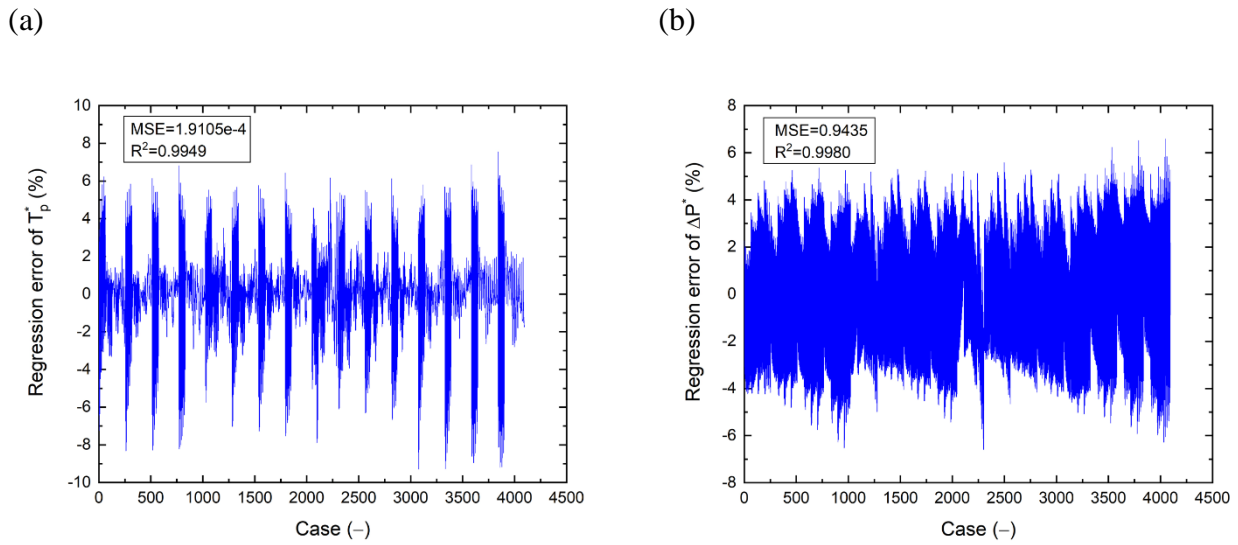 (a)
(b)
MSE=1.9105e-4
R²=0.9949
Regression error of T*p (%)
10
8
6
4
2
0
-2
-4
-6
-8
-10
0 500 1000 1500 2000 2500 3000 3500 4000 4500
Case (–)
MSE=0.9435
R²=0.9980
Regression error of ΔP* (%)
8
6
4
2
0
-2
-4
-6
-8
0 500 1000 1500 2000 2500 3000 3500 4000 4500
Case (–)